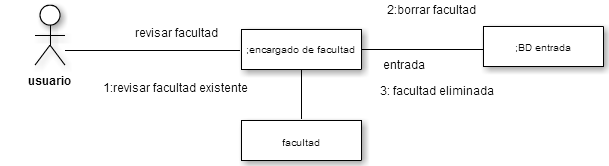 2:borrar facultad
revisar facultad
;encargado de facultad
;BD entrada
entrada
usuario
1:revisar facultad existente
3: facultad eliminada
facultad